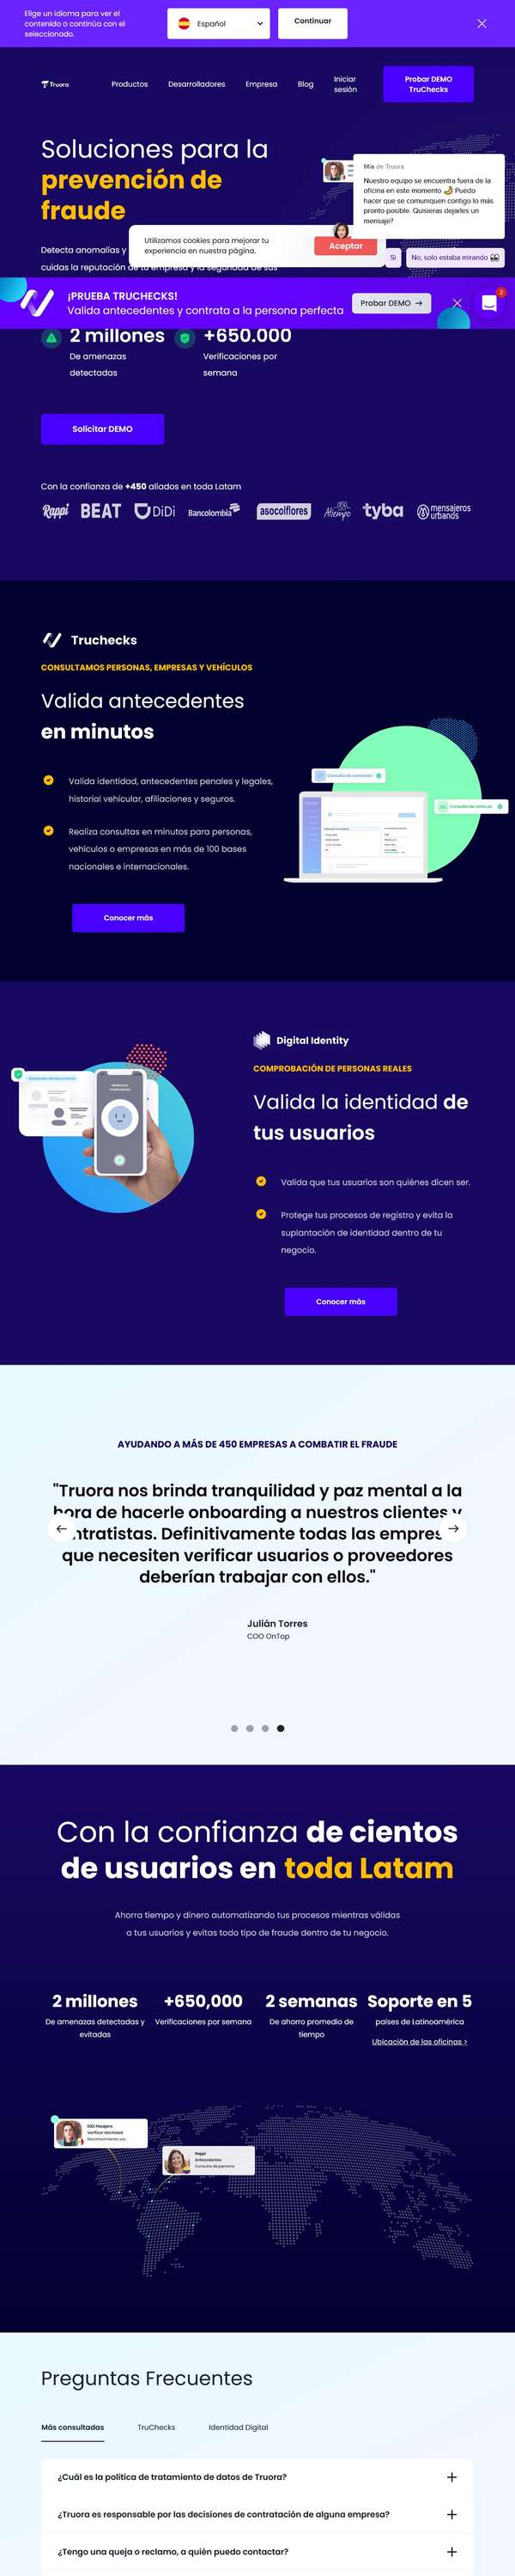 Elige un idioma para ver el
contenido o continúa con el
seleccionado.
Español
Continuar
Truora
Productos
Desarrolladores
Empresa
Blog
Iniciar
sesión
Probar DEMO
TruChecks
Soluciones para la
prevención de
fraude
Mia de Truora
Nuestro equipo se encuentra fuera de la
oficina en este momento 🌙 Puedo
hacer que se comuniquen contigo lo más
pronto posible. Quisieras dejarles un
mensaje?
Detecta anomalías y
cuidas la reputación de tu empresa y la seguridad de sus
Utilizamos cookies para mejorar tu
experiencia en nuestra página.
Aceptar
Si
No, solo estaba mirando 👀
¡PRUEBA TRUCHECKS!
Valida antecedentes y contrata a la persona perfecta
Probar DEMO →
2
2 millones
De amenazas
detectadas
+650.000
Verificaciones por
semana
Solicitar DEMO
Con la confianza de +450 aliados en toda Latam
Rappi
BEAT
DiDi
Bancolombia
asocolflores
Atiempo
tyba
mensajeros
urbanos
Truchecks
CONSULTAMOS PERSONAS, EMPRESAS Y VEHÍCULOS
Valida antecedentes
en minutos
Valida identidad, antecedentes penales y legales,
historial vehicular, afiliaciones y seguros.
Realiza consultas en minutos para personas,
vehículos o empresas en más de 100 bases
nacionales e internacionales.
Conocer más
Consulta de conductor
Consulta de vehículo
Digital Identity
COMPROBACIÓN DE PERSONAS REALES
Valida la identidad de
tus usuarios
Valida que tus usuarios son quiénes dicen ser.
Protege tus procesos de registro y evita la
suplantación de identidad dentro de tu
negocio.
Conocer más
AYUDANDO A MÁS DE 450 EMPRESAS A COMBATIR EL FRAUDE
"Truora nos brinda tranquilidad y paz mental a la
hora de hacerle onboarding a nuestros clientes y
contratistas. Definitivamente todas las empresas
que necesiten verificar usuarios o proveedores
deberían trabajar con ellos."
Julián Torres
COO OnTop
Con la confianza de cientos
de usuarios en toda Latam
Ahorra tiempo y dinero automatizando tus procesos mientras válidas
a tus usuarios y evitas todo tipo de fraude dentro de tu negocio.
2 millones
De amenazas detectadas y
evitadas
+650,000
Verificaciones por semana
2 semanas
De ahorro promedio de
tiempo
Soporte en 5
países de Latinoamérica
Ubicación de las oficinas >
DiDi Pasajero
Verificar identidad
Reconocimiento voz
Rappi
Antecedentes
Consulta de persona
Preguntas Frecuentes
Más consultadas
TruChecks
Identidad Digital
¿Cuál es la política de tratamiento de datos de Truora?
¿Truora es responsable por las decisiones de contratación de alguna empresa?
¿Tengo una queja o reclamo, a quién puedo contactar?